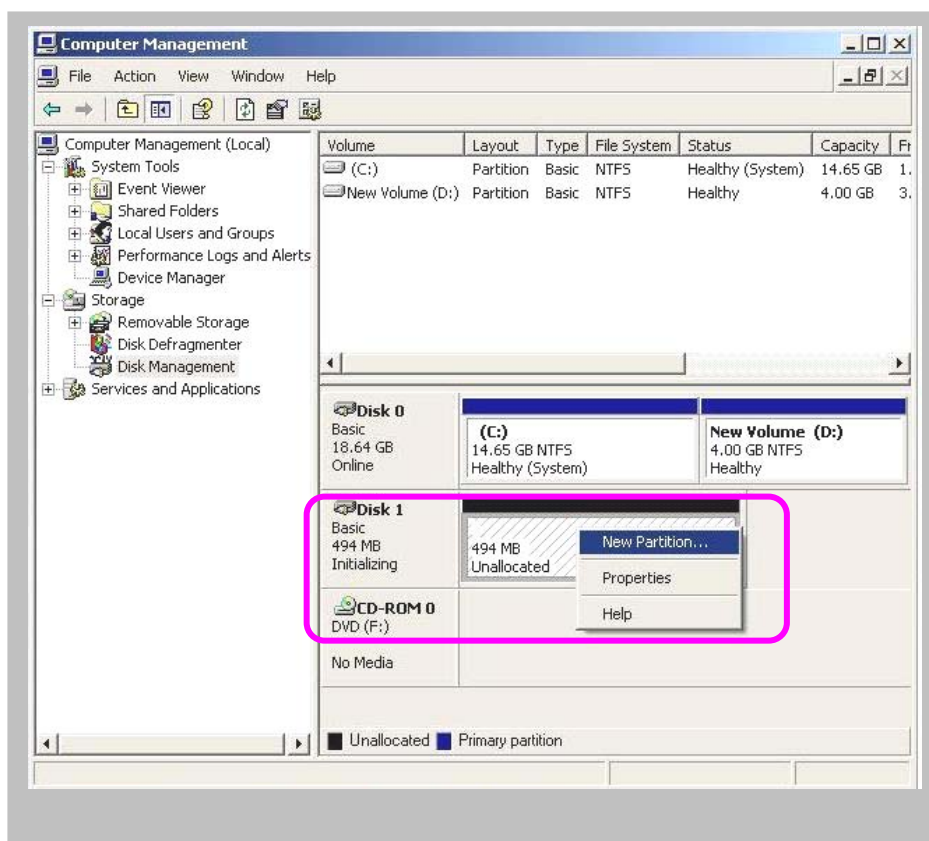 Computer Management
File Action View Window Help
Computer Management (Local)
System Tools
Event Viewer
Shared Folders
Local Users and Groups
Performance Logs and Alerts
Device Manager
Storage
Removable Storage
Disk Defragmenter
Disk Management
Services and Applications
Volume Layout Type File System Status Capacity Fr
(C:) Partition Basic NTFS Healthy (System) 14.65 GB 1.
New Volume (D:) Partition Basic NTFS Healthy 4.00 GB 3.
Disk 0
Basic
18.64 GB
Online
(C:)
14.65 GB NTFS
Healthy (System)
New Volume (D:)
4.00 GB NTFS
Healthy
Disk 1
Basic
494 MB
Initializing
494 MB
Unallocated
New Partition...
Properties
Help
CD-ROM 0
DVD (F:)
No Media
Unallocated Primary partition